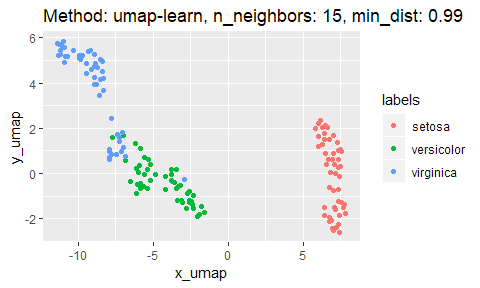 Method: umap-learn, n_neighbors: 15, min_dist: 0.99
6
4
2
0
-2
y_umap
-10 -5 0 5
x_umap
labels
setosa
versicolor
virginica